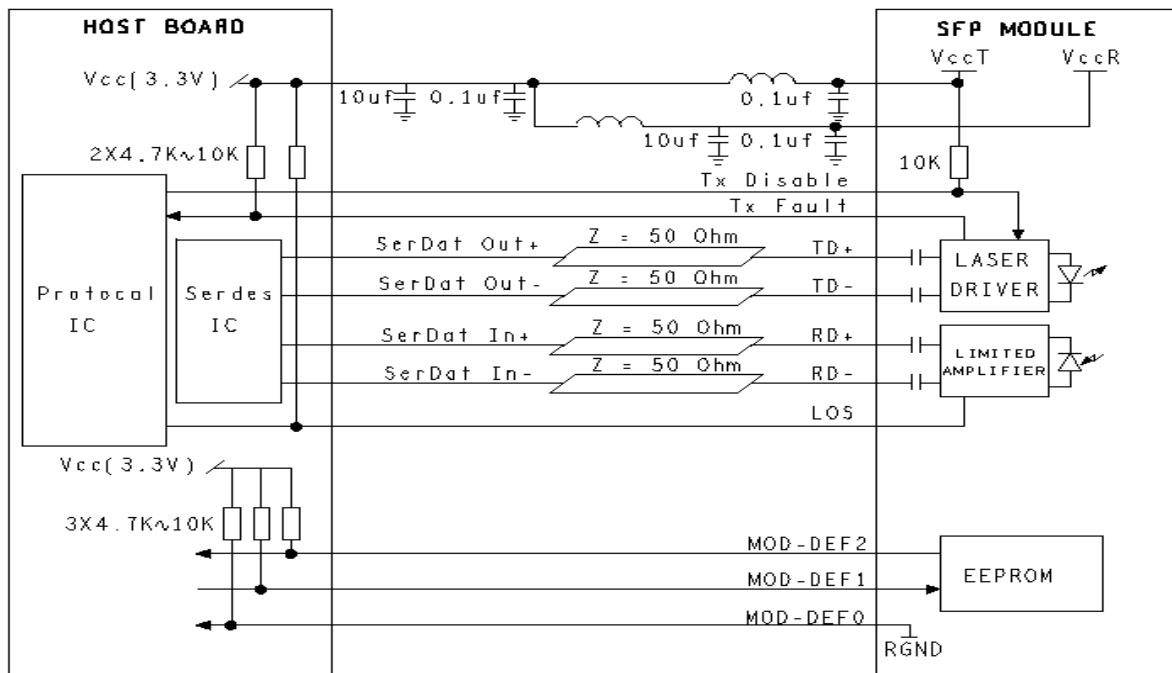 HOST BOARD
SFP MODULE
Vcc(3.3V)
VccT
VccR
10uf
0.1uf
0.1uf
10uf
0.1uf
2X4.7K~10K
10K
Tx Disable
Tx Fault
SerDat Out+
Z = 50 Ohm
TD+
SerDat Out-
Z = 50 Ohm
TD-
LASER
DRIVER
Protocal
IC
Serdes
IC
SerDat In+
Z = 50 Ohm
RD+
SerDat In-
Z = 50 Ohm
RD-
LIMITED
AMPLIFIER
LOS
Vcc(3.3V)
3X4.7K~10K
MOD-DEF2
MOD-DEF1
MOD-DEF0
EEPROM
RGND